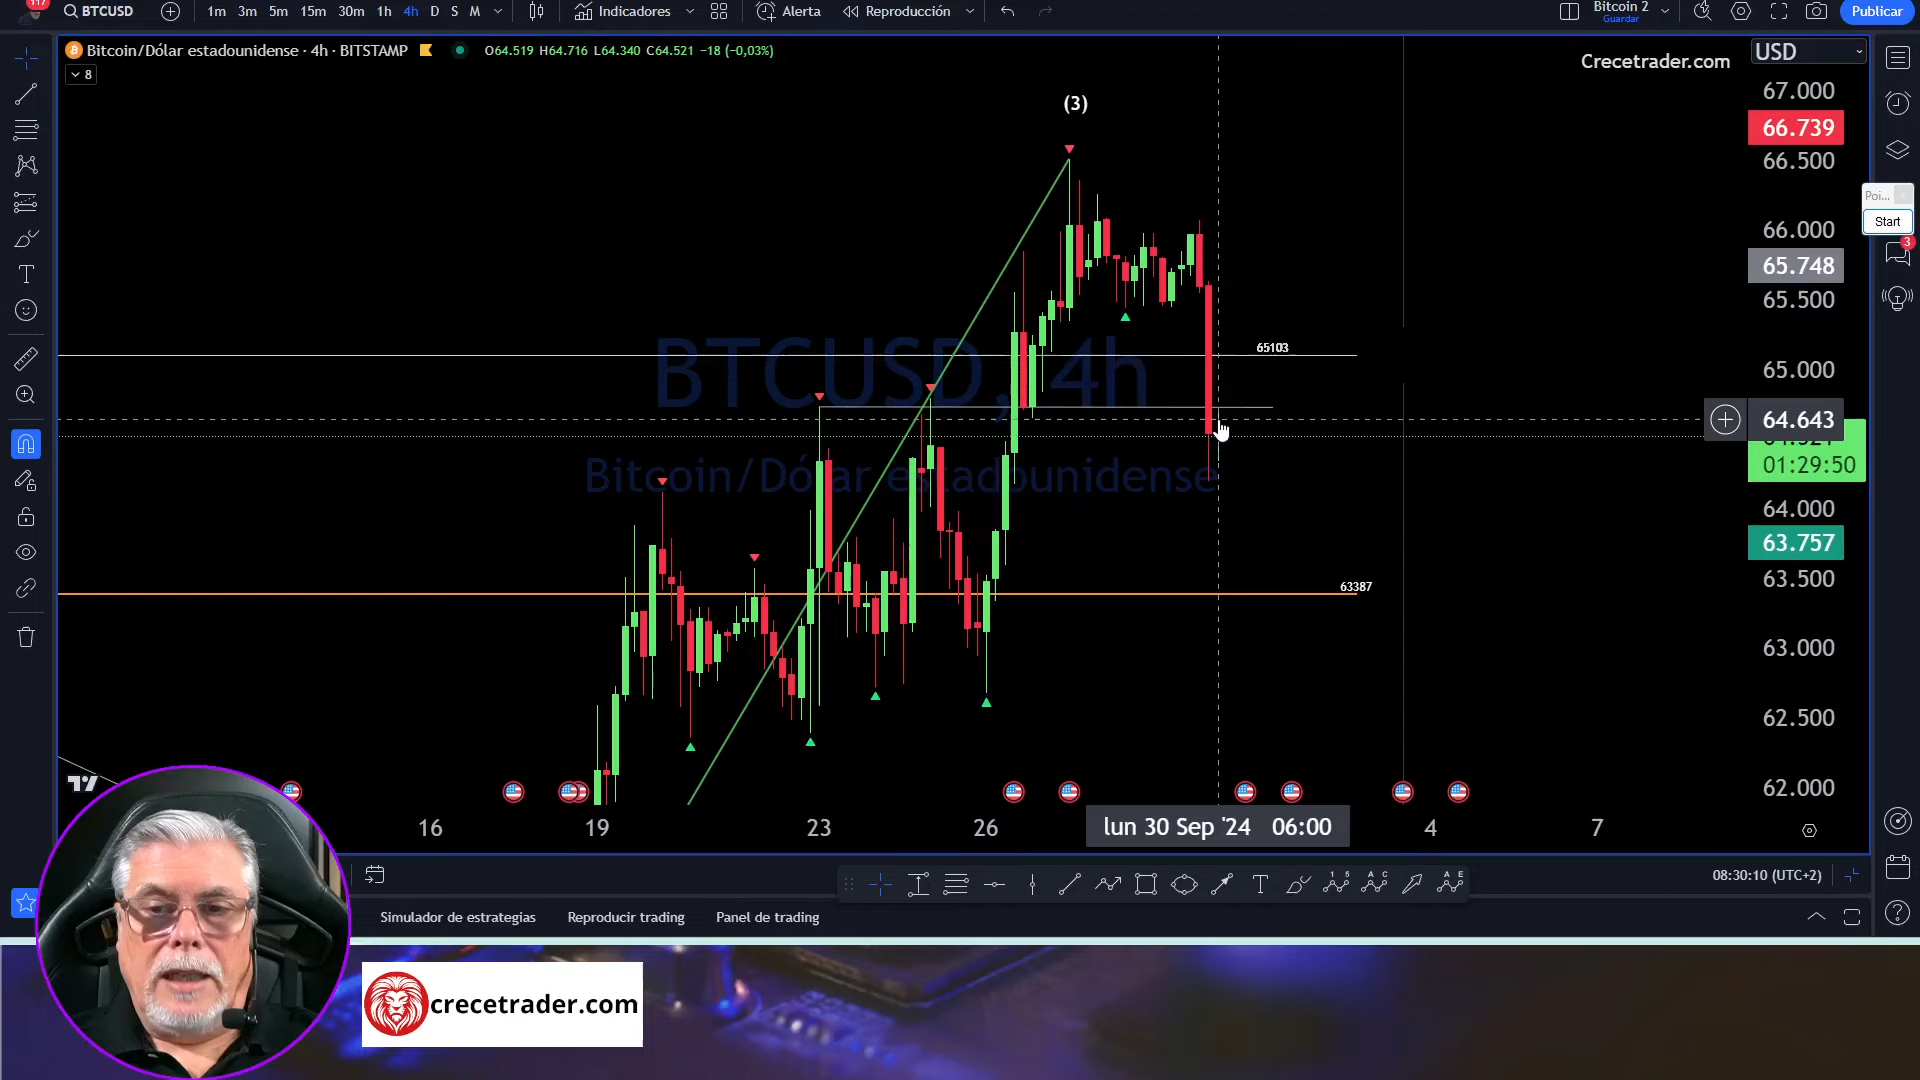 117
BTCUSD
1m 3m 5m 15m 30m 1h 4h D S M
Indicadores
Alerta
Reproducción
Bitcoin 2
Guardar
Publicar
Bitcoin/Dólar estadounidense · 4h · BITSTAMP
O64.519 H64.716 L64.340 C64.521 −18 (−0,03%)
8
Crecetrader.com
USD
67.000
66.739
66.500
66.000
65.748
65.500
65.000
64.643
01:29:50
64.000
63.757
63.500
63.000
62.500
62.000
Poi...
Start
3
(3)
65103
63387
BTCUSD, 4h
Bitcoin/Dólar estadounidense
16 19 23 26 lun 30 Sep '24 06:00 4 7
08:30:10 (UTC+2)
Simulador de estrategias Reproducir trading Panel de trading
crecetrader.com